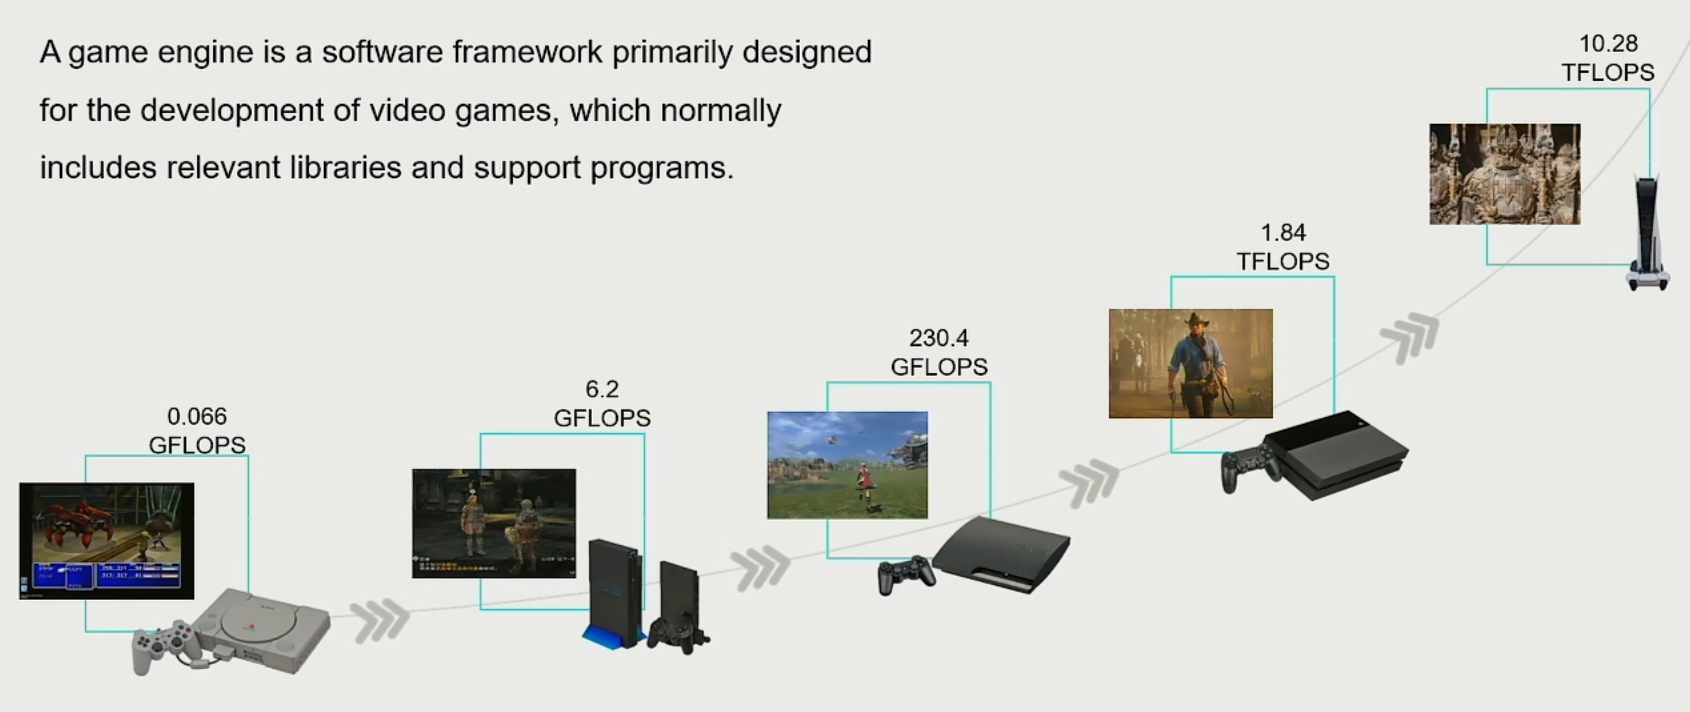 A game engine is a software framework primarily designed
for the development of video games, which normally
includes relevant libraries and support programs.
0.066
GFLOPS
6.2
GFLOPS
230.4
GFLOPS
1.84
TFLOPS
10.28
TFLOPS